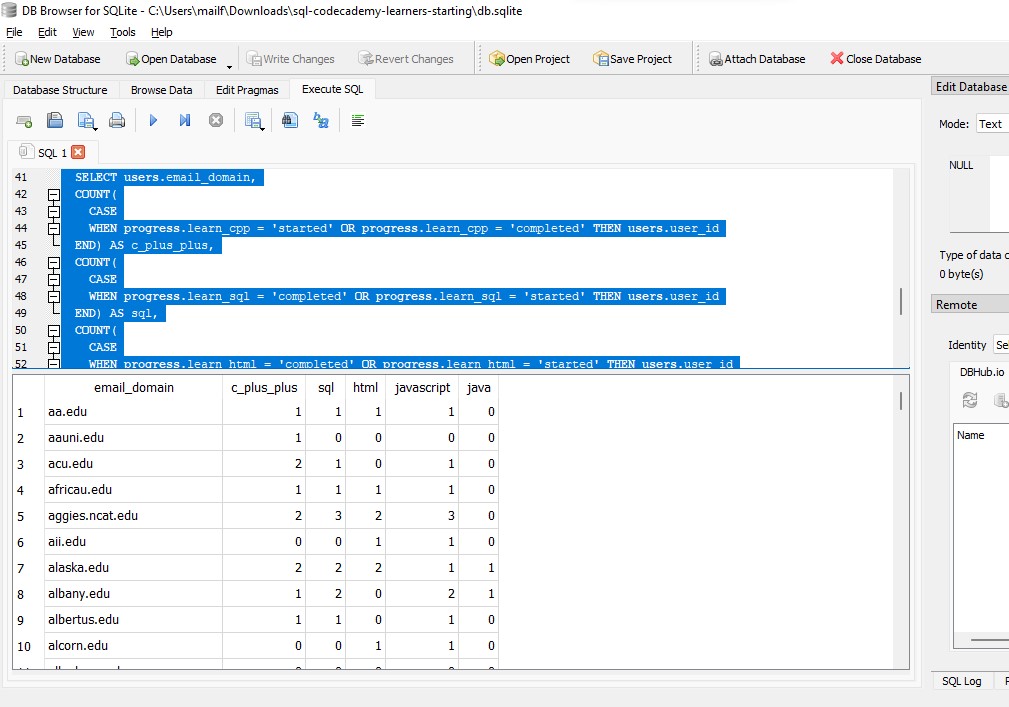 DB Browser for SQLite - C:\Users\mailf\Downloads\sql-codecademy-learners-starting\db.sqlite
File Edit View Tools Help
New Database Open Database Write Changes Revert Changes Open Project Save Project Attach Database Close Database
Database Structure Browse Data Edit Pragmas Execute SQL
Edit Database
Mode: Text
SQL 1
NULL
41 SELECT users.email_domain,
42 COUNT(
43 CASE
44 WHEN progress.learn_cpp = 'started' OR progress.learn_cpp = 'completed' THEN users.user_id
45 END) AS c_plus_plus,
46 COUNT(
47 CASE
48 WHEN progress.learn_sql = 'completed' OR progress.learn_sql = 'started' THEN users.user_id
49 END) AS sql,
50 COUNT(
51 CASE
52 WHEN progress.learn_html = 'completed' OR progress.learn_html = 'started' THEN users.user_id
Type of data
0 byte(s)
Remote
Identity
DBHub.io
Name
email_domain c_plus_plus sql html javascript java
1 aa.edu 1 1 1 1 0
2 aauni.edu 1 0 0 0 0
3 acu.edu 2 1 0 1 0
4 africau.edu 1 1 1 1 0
5 aggies.ncat.edu 2 3 2 3 0
6 aii.edu 0 0 1 1 0
7 alaska.edu 2 2 2 1 1
8 albany.edu 1 2 0 2 1
9 albertus.edu 1 1 0 1 0
10 alcorn.edu 0 0 1 1 0
SQL Log